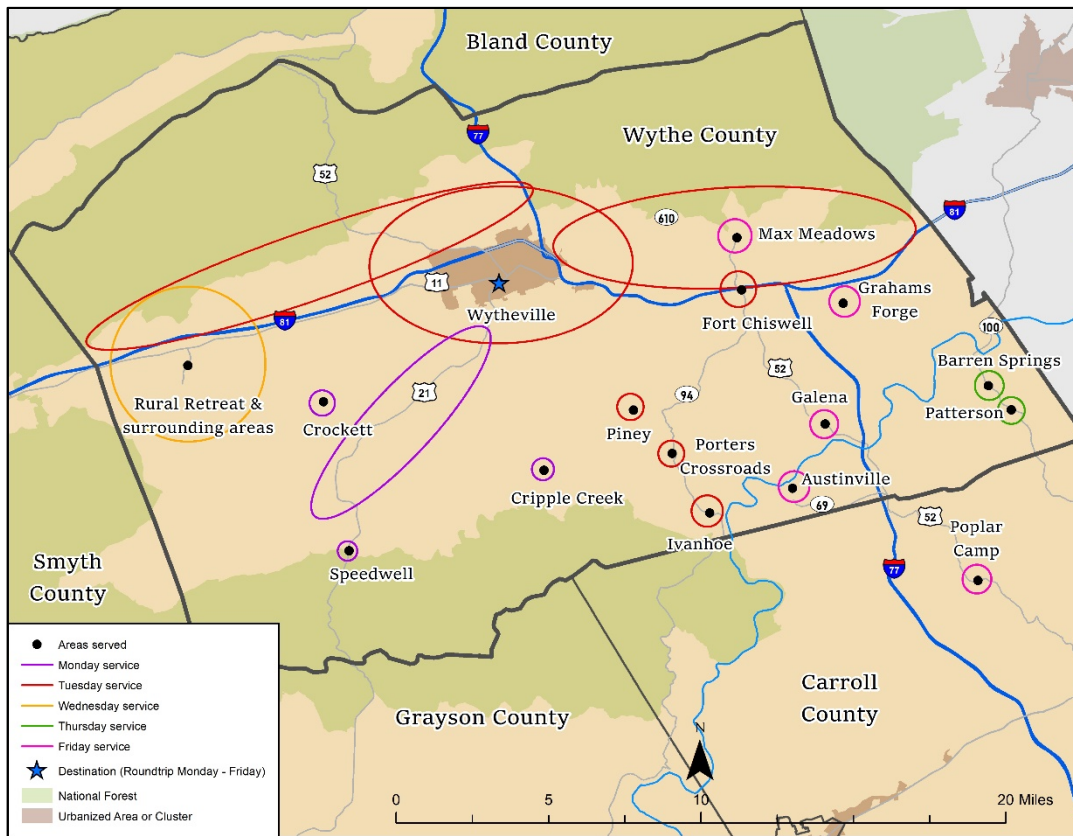 Bland County
77
Wythe County
52
610
81
Max Meadows
11
Wytheville
Fort Chiswell
Grahams
Forge
81
100
Barren Springs
52
21
94
Rural Retreat &
surrounding areas
Crockett
Piney
Galena
Patterson
Porters
Crossroads
Cripple Creek
Austinville
69
Ivanhoe
52
Poplar
Camp
Smyth
County
Speedwell
77
Areas served
Monday service
Tuesday service
Wednesday service
Thursday service
Friday service
Destination (Roundtrip Monday - Friday)
National Forest
Urbanized Area or Cluster
Grayson County
Carroll
County
N
0 5 10 20 Miles